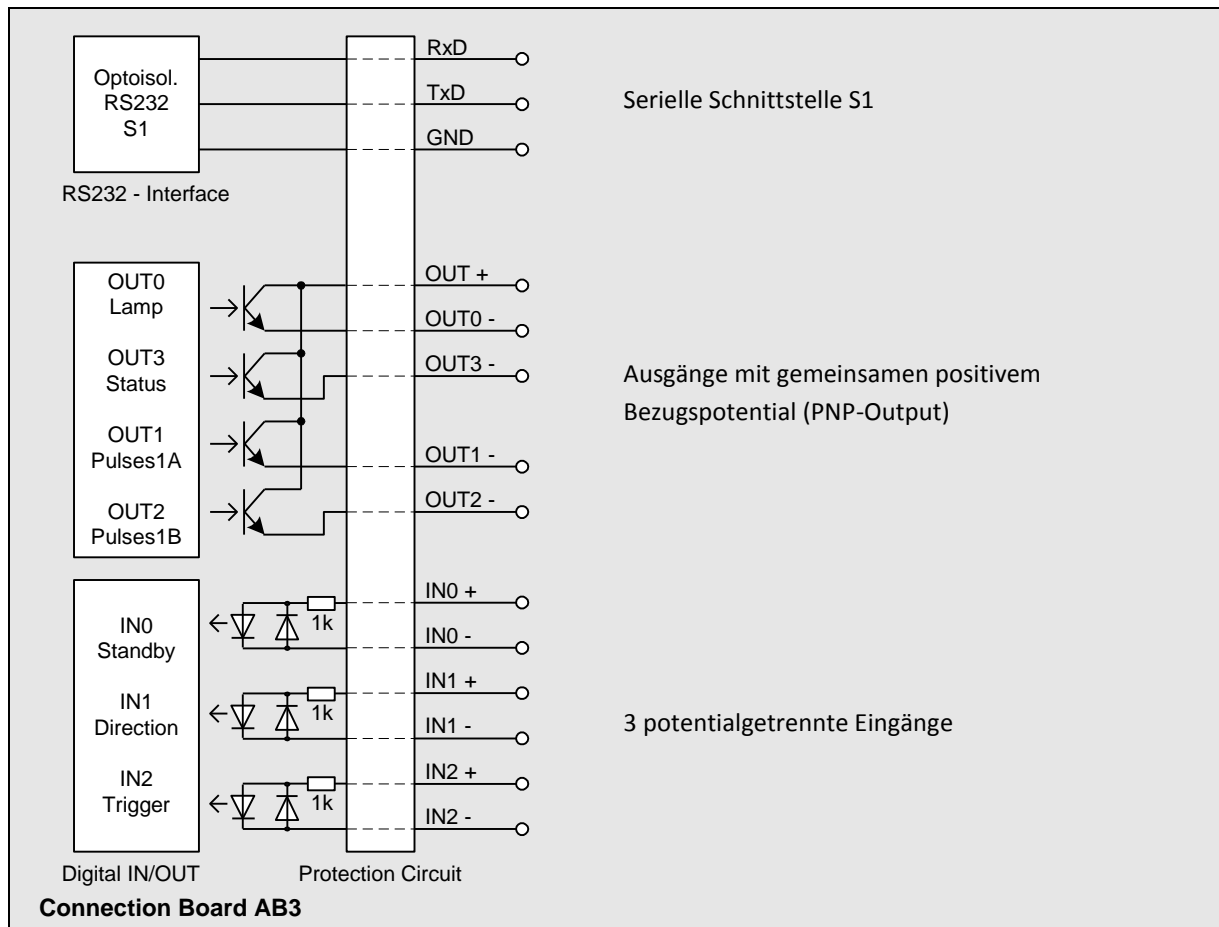 Optoisol.
RS232
S1
RS232 - Interface
RxD
TxD
GND
Serielle Schnittstelle S1
OUT0
Lamp
OUT3
Status
OUT1
Pulses1A
OUT2
Pulses1B
OUT +
OUT0 -
OUT3 -
OUT1 -
OUT2 -
Ausgänge mit gemeinsamen positivem
Bezugspotential (PNP-Output)
IN0
Standby
IN1
Direction
IN2
Trigger
1k
1k
1k
IN0 +
IN0 -
IN1 +
IN1 -
IN2 +
IN2 -
3 potentialgetrennte Eingänge
Digital IN/OUT
Protection Circuit
Connection Board AB3